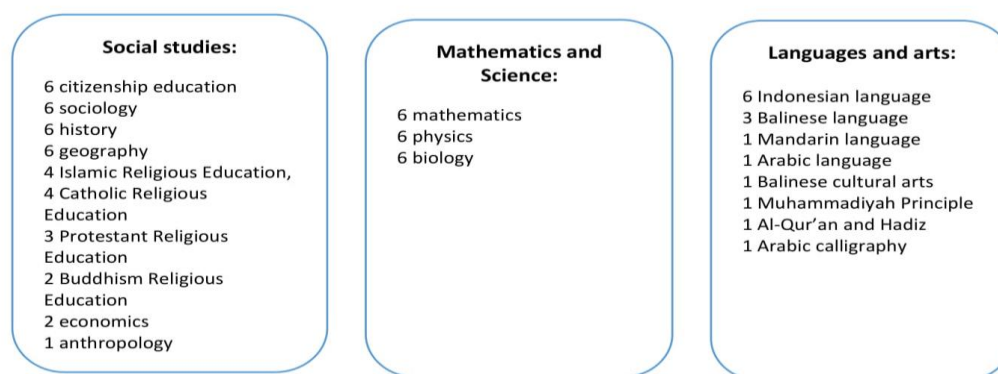 Social studies:
6 citizenship education
6 sociology
6 history
6 geography
4 Islamic Religious Education,
4 Catholic Religious
Education
3 Protestant Religious
Education
2 Buddhism Religious
Education
2 economics
1 anthropology
Mathematics and
Science:
6 mathematics
6 physics
6 biology
Languages and arts:
6 Indonesian language
3 Balinese language
1 Mandarin language
1 Arabic language
1 Balinese cultural arts
1 Muhammadiyah Principle
1 Al-Qur’an and Hadiz
1 Arabic calligraphy